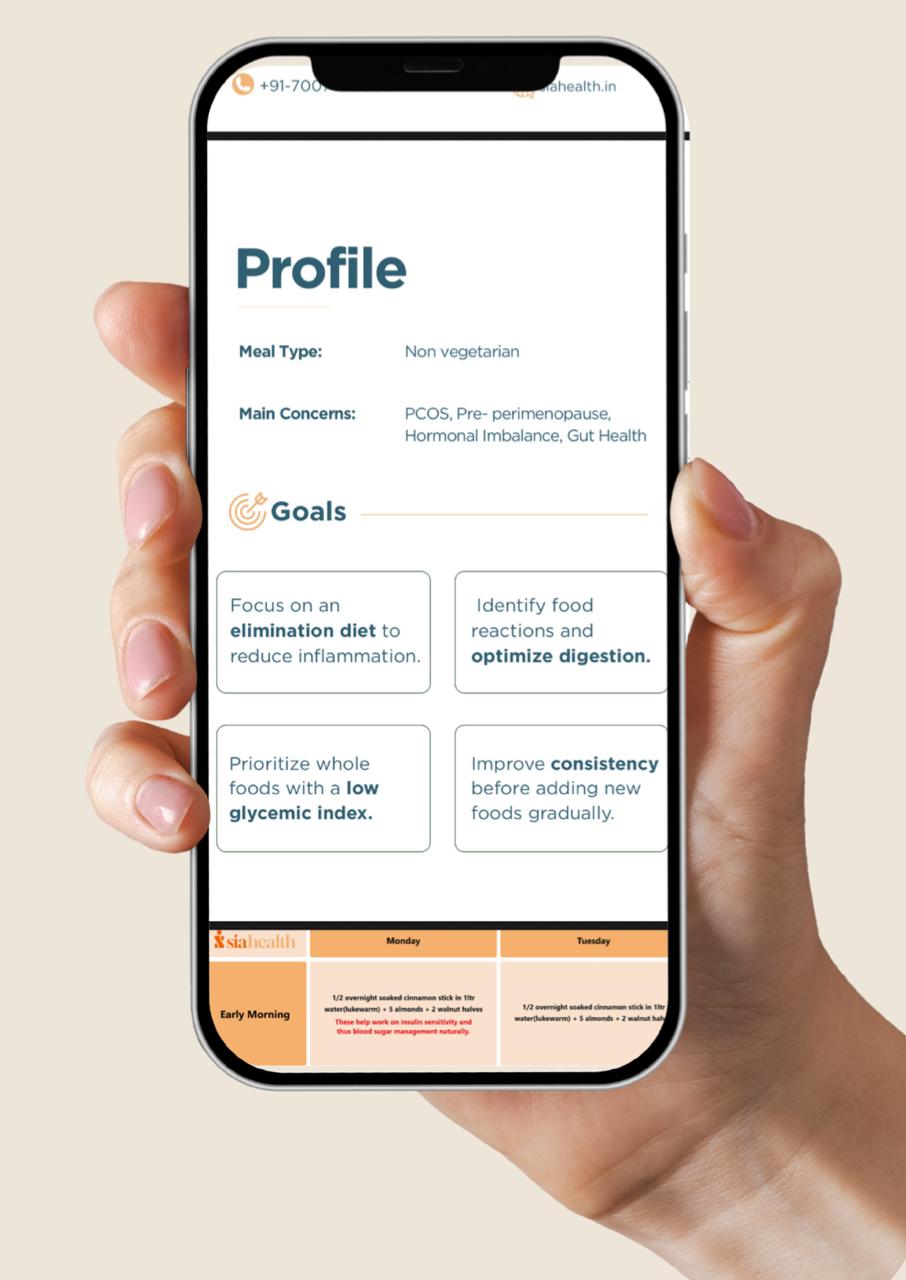 +91-700
siahealth.in
Profile
Meal Type: Non vegetarian
Main Concerns: PCOS, Pre- perimenopause,
Hormonal Imbalance, Gut Health
Goals
Focus on an
elimination diet to
reduce inflammation.
Identify food
reactions and
optimize digestion.
Prioritize whole
foods with a low
glycemic index.
Improve consistency
before adding new
foods gradually.
siahealth Monday Tuesday
Early Morning
1/2 overnight soaked cinnamon stick in 1ltr
water(lukewarm) + 5 almonds + 2 walnut halves
These help work on insulin sensitivity and
thus blood sugar management naturally.
1/2 overnight soaked cinnamon stick in 1ltr
water(lukewarm) + 5 almonds + 2 walnut